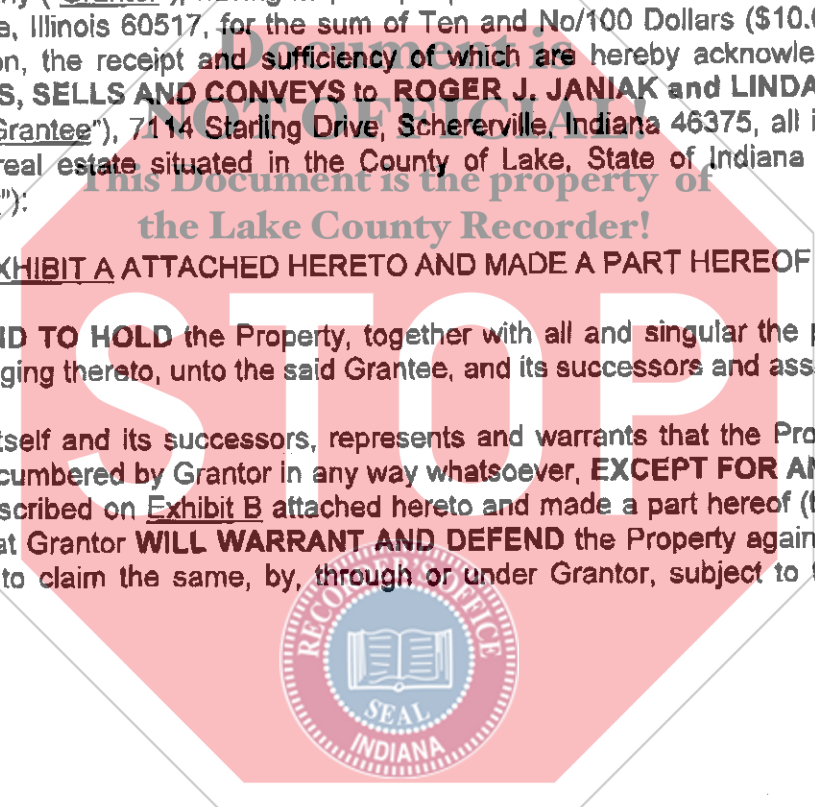 Grantor"), having its
e, Illinois 60517, for the sum of Ten and No/100 Dollars ($10.
Document is
on, the receipt and sufficiency of which are hereby acknowle
S, SELLS AND CONVEYS to ROGER J. JANIAK and LINDA
NOT OFFICIAL!
Grantee"), 7114 Starling Drive, Schererville, Indiana 46375, all i
real estate situated in the County of Lake, State of Indiana
This Document is the property of
"):
the Lake County Recorder!
XHIBIT A ATTACHED HERETO AND MADE A PART HEREOF
STOP
ND TO HOLD the Property, together with all and singular the p
ging thereto, unto the said Grantee, and its successors and ass
tself and its successors, represents and warrants that the Pro
cumbered by Grantor in any way whatsoever, EXCEPT FOR AN
scribed on Exhibit B attached hereto and made a part hereof (t
at Grantor WILL WARRANT AND DEFEND the Property again
to claim the same, by, through or under Grantor, subject to t
RECORDER'S OFFICE
SEAL
INDIANA